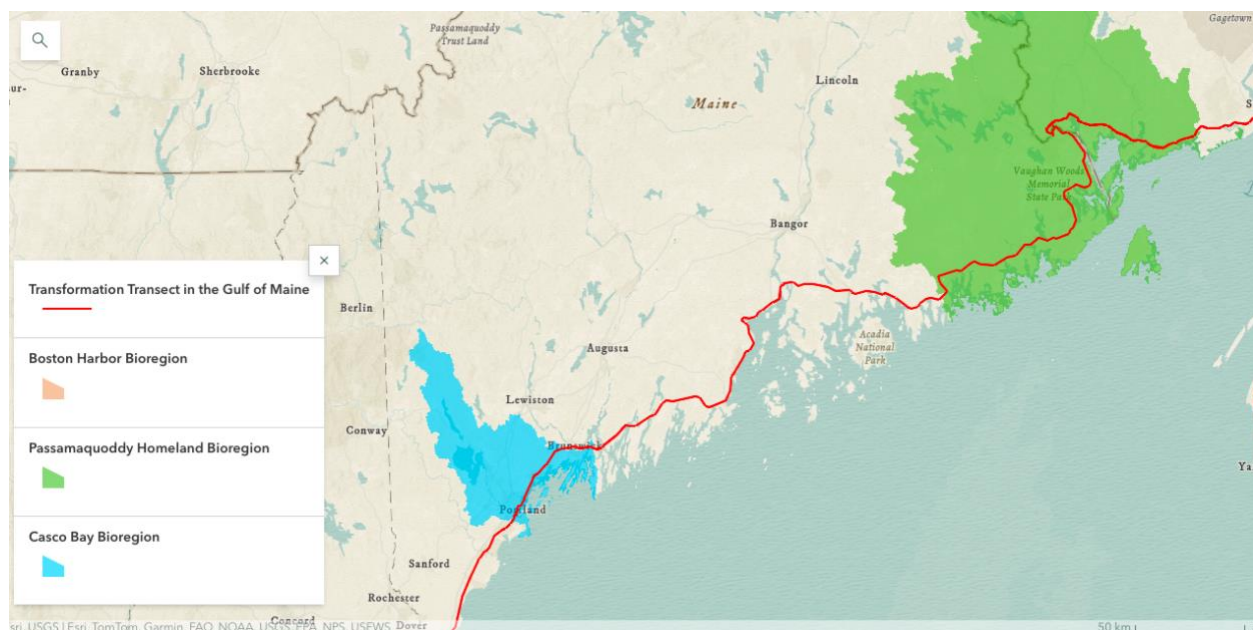 Passamaquoddy
Trust Land
Gagetown
Granby
Sherbrooke
Lincoln
Maine
Vaughan Woods
Memorial
State Park
Bangor
Transformation Transect in the Gulf of Maine
Berlin
Acadia
National
Park
Augusta
Boston Harbor Bioregion
Lewiston
Conway
Brunswick
Passamaquoddy Homeland Bioregion
Portland
Casco Bay Bioregion
Sanford
Rochester
Concord
Dover
Esri, USGS | Esri, TomTom, Garmin, FAO, NOAA, USGS, EPA, NPS, USFWS
50 km